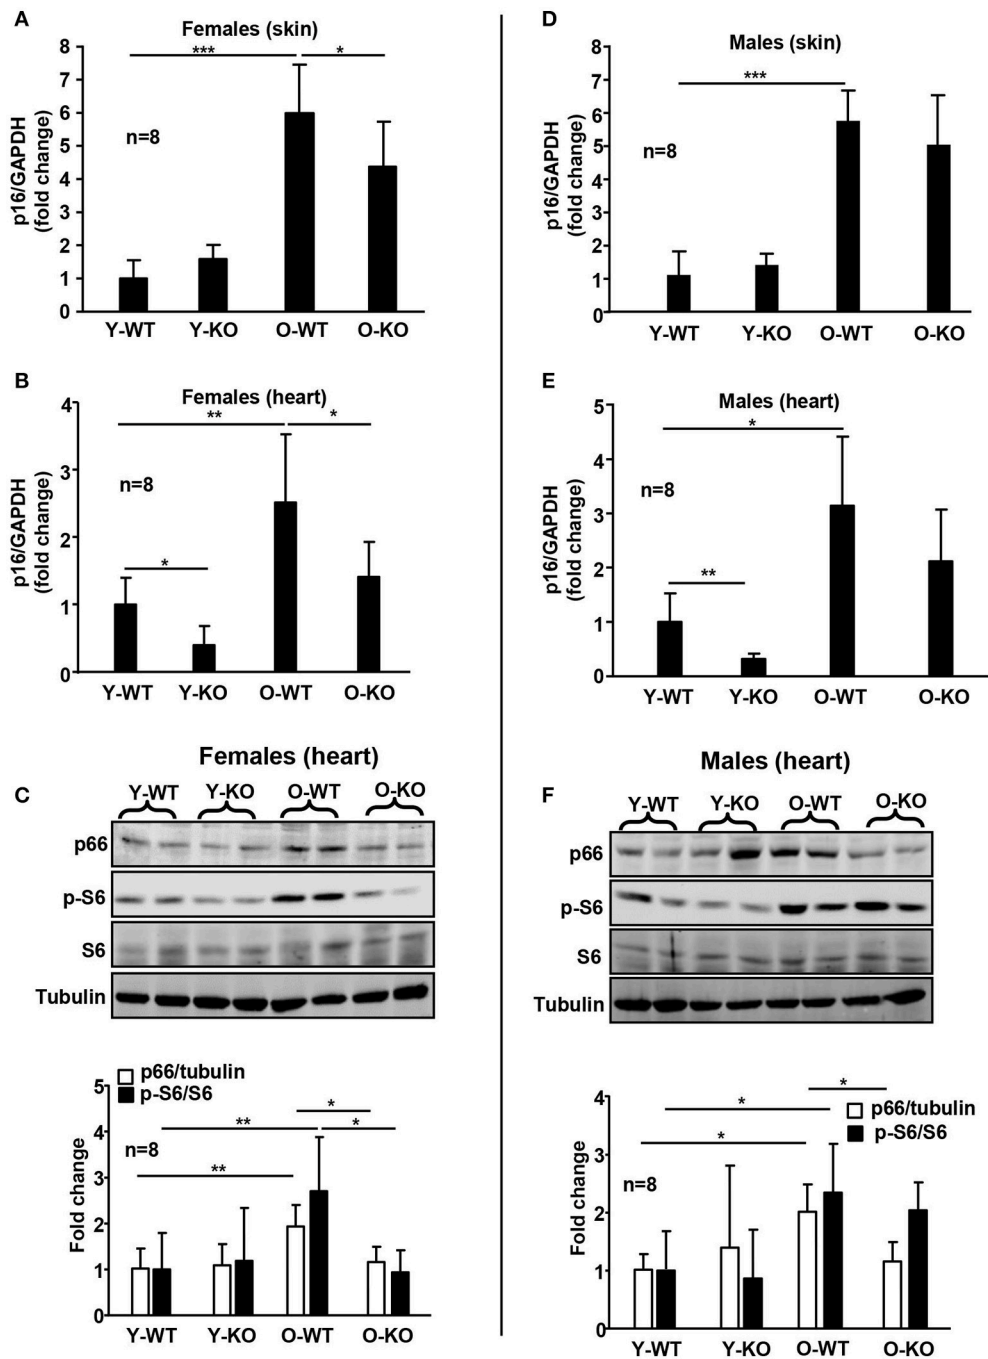 A
Females (skin)
***
*
p16/GAPDH
(fold change)
8
7
6
5
4
3
2
1
0
n=8
Y-WT Y-KO O-WT O-KO
B
Females (heart)
**
*
p16/GAPDH
(fold change)
4
3
2
1
0
n=8
*
Y-WT Y-KO O-WT O-KO
Females (heart)
C
Y-WT Y-KO O-WT O-KO
p66
p-S6
S6
Tubulin
p66/tubulin
p-S6/S6
Fold change
5
4
3
2
1
0
n=8
*
** *
**
Y-WT Y-KO O-WT O-KO
D
Males (skin)
***
p16/GAPDH
(fold change)
8
7
6
5
4
3
2
1
0
n=8
Y-WT Y-KO O-WT O-KO
E
Males (heart)
*
p16/GAPDH
(fold change)
5
4
3
2
1
0
n=8
**
Y-WT Y-KO O-WT O-KO
Males (heart)
F
Y-WT Y-KO O-WT O-KO
p66
p-S6
S6
Tubulin
*
p66/tubulin
p-S6/S6
Fold change
4
3
2
1
0
*
*
n=8
Y-WT Y-KO O-WT O-KO